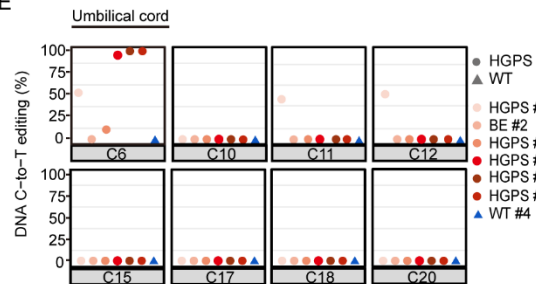 E
Umbilical cord
DNA C-to-T editing (%)
100
75
50
25
0
C6
C10
C11
C12
100
75
50
25
0
C15
C17
C18
C20
HGPS
WT
HGPS #
BE #2
HGPS #
HGPS #
HGPS #
HGPS #
WT #4